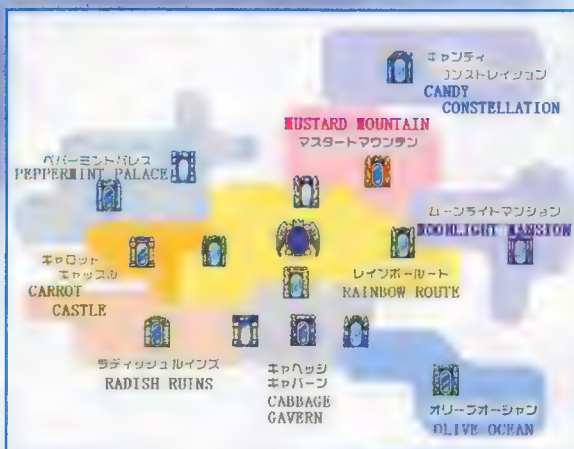 キャンディ
コンストレイション
CANDY
CONSTELLATION
MUSTARD MOUNTAIN
マスタードマウンテン
ペパーミントパレス
PEPPERMINT PALACE
ムーンライトマンション
MOONLIGHT MANSION
キャロット
キャッスル
CARROT
CASTLE
レインボールート
RAINBOW ROUTE
ラディッシュルインズ
RADISH RUINS
キャベッジ
キャバーン
CABBAGE
GAVERN
オリーブオーシャン
OLIVE OCEAN